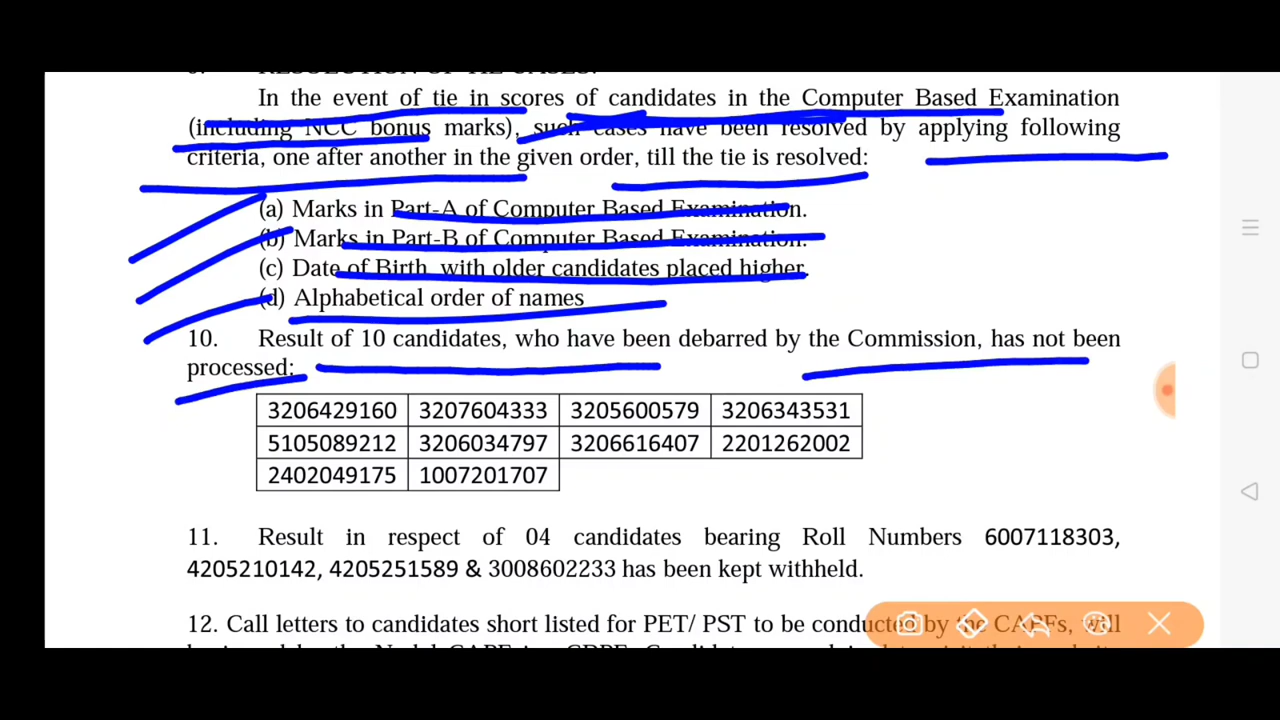 In the event of tie in scores of candidates in the Computer Based Examination
(including NCC bonus marks), such cases have been resolved by applying following
criteria, one after another in the given order, till the tie is resolved:
(a) Marks in Part-A of Computer Based Examination.
(b) Marks in Part-B of Computer Based Examination.
(c) Date of Birth, with older candidates placed higher.
(d) Alphabetical order of names
10. Result of 10 candidates, who have been debarred by the Commission, has not been
processed:
3206429160 3207604333 3205600579 3206343531
5105089212 3206034797 3206616407 2201262002
2402049175 1007201707
11. Result in respect of 04 candidates bearing Roll Numbers 6007118303,
4205210142, 4205251589 & 3008602233 has been kept withheld.
12. Call letters to candidates short listed for PET/ PST to be conducted by the CAPFs, will